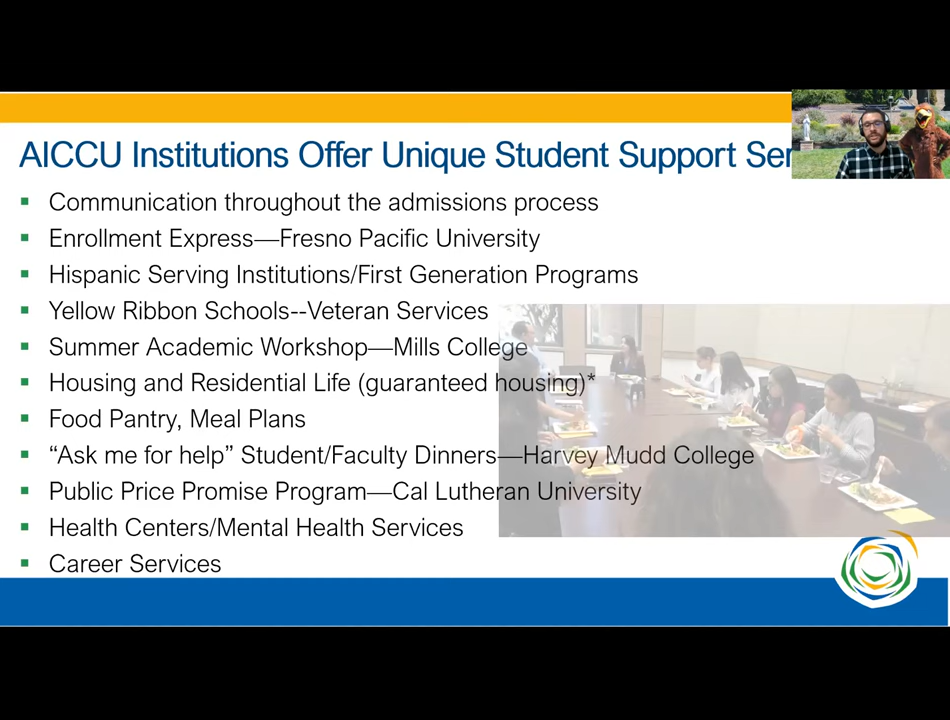 AICCU Institutions Offer Unique Student Support Ser
Communication throughout the admissions process
Enrollment Express—Fresno Pacific University
Hispanic Serving Institutions/First Generation Programs
Yellow Ribbon Schools--Veteran Services
Summer Academic Workshop—Mills College
Housing and Residential Life (guaranteed housing)*
Food Pantry, Meal Plans
“Ask me for help” Student/Faculty Dinners—Harvey Mudd College
Public Price Promise Program—Cal Lutheran University
Health Centers/Mental Health Services
Career Services